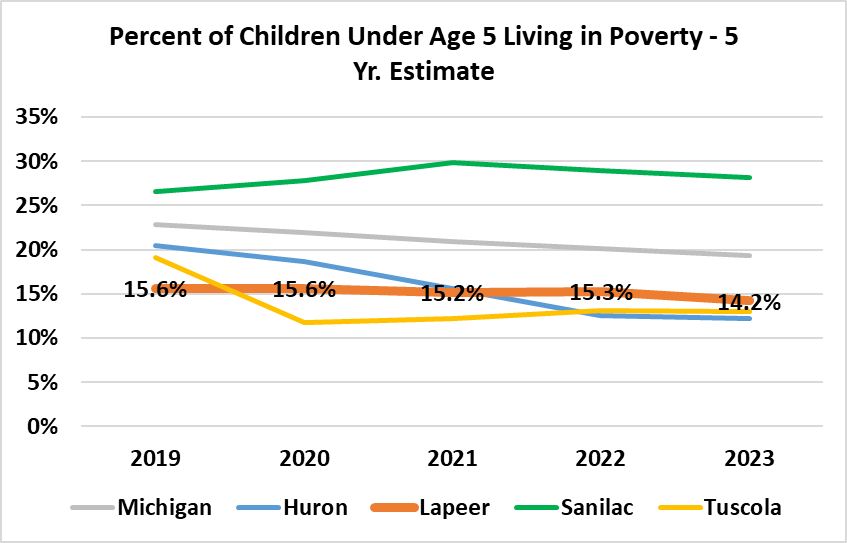 Percent of Children Under Age 5 Living in Poverty - 5
Yr. Estimate
35%
30%
25%
20%
15%
10%
5%
0%
15.6%
15.6%
15.2%
15.3%
14.2%
2019
2020
2021
2022
2023
Michigan
Huron
Lapeer
Sanilac
Tuscola